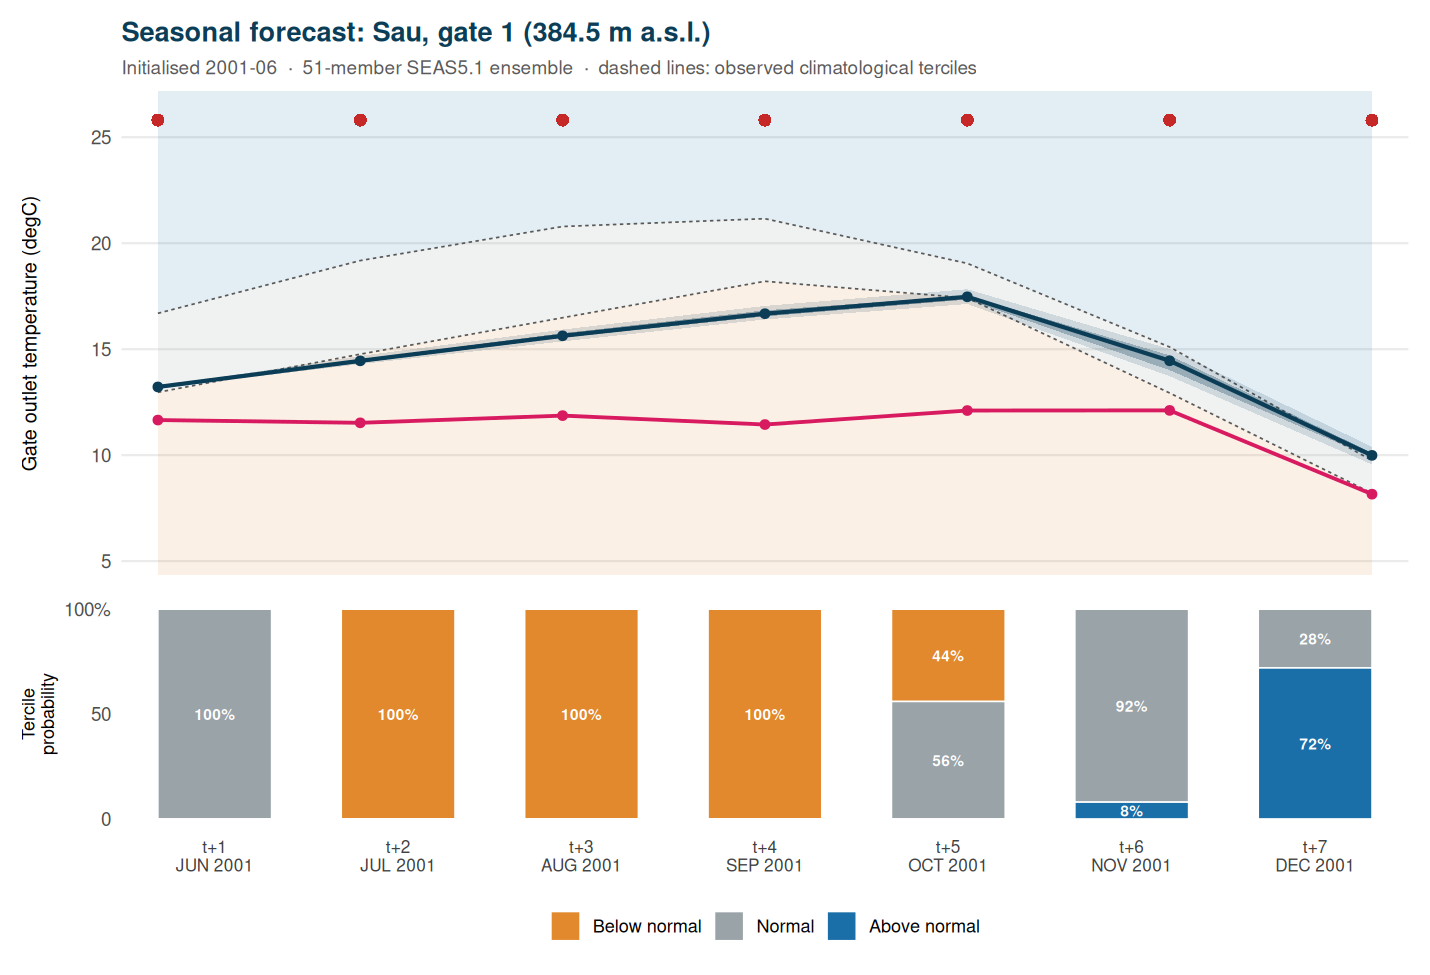 Seasonal forecast: Sau, gate 1 (384.5 m a.s.l.)
Initialised 2001-06 · 51-member SEAS5.1 ensemble · dashed lines: observed climatological terciles
Gate outlet temperature (degC)
25
20
15
10
5
Tercile
probability
100%
50
0
100%
100%
100%
100%
44%
56%
92%
8%
28%
72%
t+1
JUN 2001
t+2
JUL 2001
t+3
AUG 2001
t+4
SEP 2001
t+5
OCT 2001
t+6
NOV 2001
t+7
DEC 2001
Below normal
Normal
Above normal